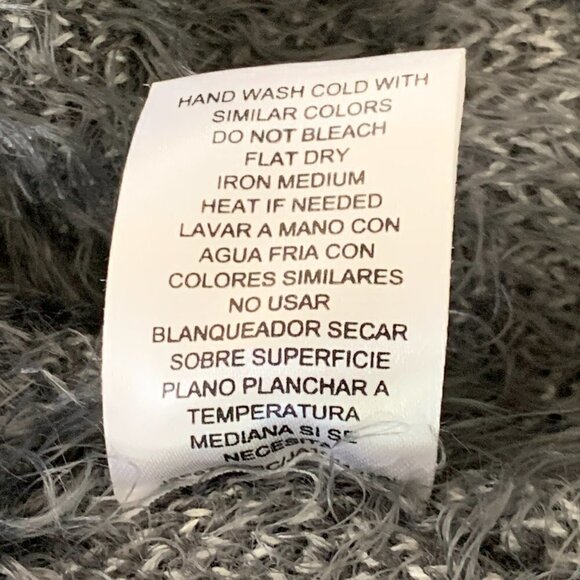 HAND WASH COLD WITH
SIMILAR COLORS
DO NOT BLEACH
FLAT DRY
IRON MEDIUM
HEAT IF NEEDED
LAVAR A MANO CON
AGUA FRIA CON
COLORES SIMILARES
NO USAR
BLANQUEADOR SECAR
SOBRE SUPERFICIE
PLANO PLANCHAR A
TEMPERATURA
MEDIANA SI SE
NECESITA